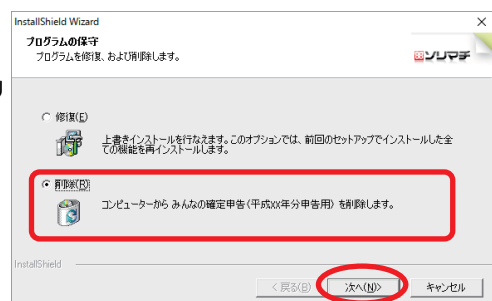 InstallShield Wizard
プログラムの保守
プログラムを修復、および削除します。
ソリマチ
修復(E)
上書きインストールを行なえます。このオプションでは、前回のセットアップでインストールした全
ての機能を再インストールします。
削除(R)
コンピューターから みんなの確定申告(平成xx年分申告用) を削除します。
InstallShield
< 戻る(B)
次へ(N)>
キャンセル